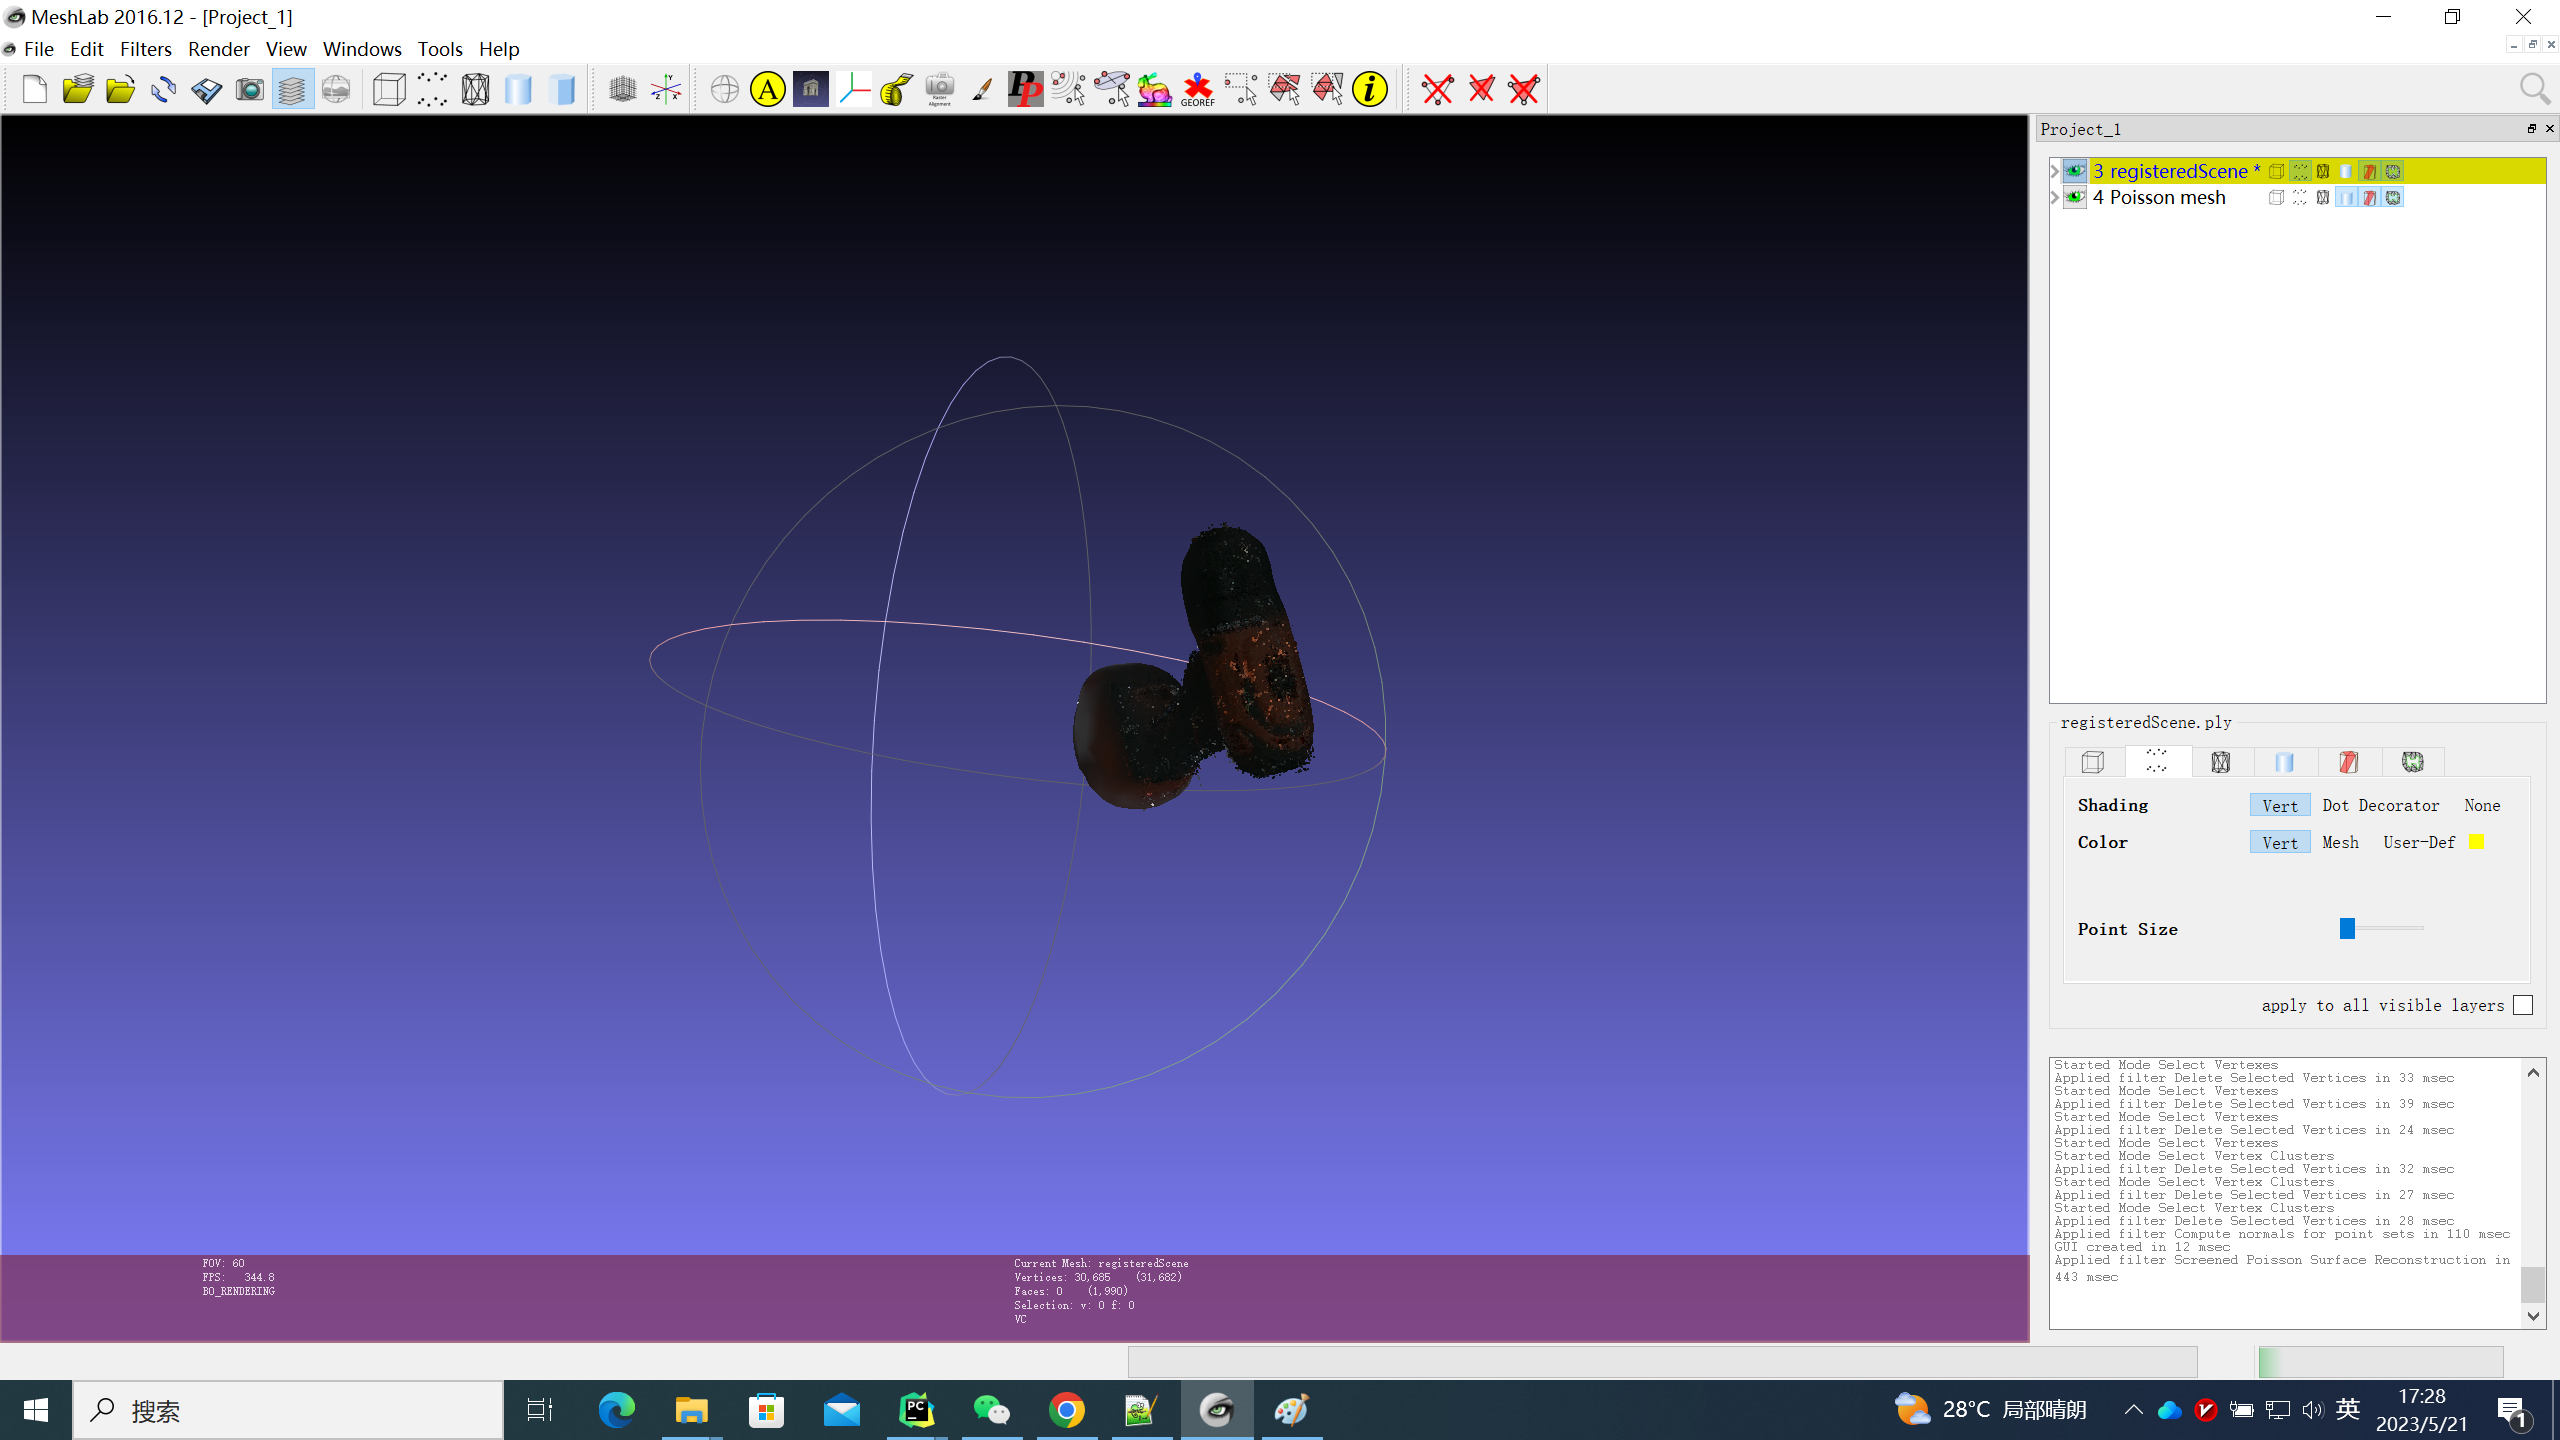 MeshLab 2016.12 - [Project_1]
File Edit Filters Render View Windows Tools Help
A
Raster Alignment
PP
GEOREF
i
Project_1
3 registeredScene *
4 Poisson mesh
registeredScene.ply
Shading Vert Dot Decorator None
Color Vert Mesh User-Def
Point Size
apply to all visible layers
Started Mode Select Vertexes
Applied filter Delete Selected Vertices in 33 msec
Started Mode Select Vertexes
Applied filter Delete Selected Vertices in 39 msec
Started Mode Select Vertexes
Applied filter Delete Selected Vertices in 24 msec
Started Mode Select Vertexes
Started Mode Select Vertex Clusters
Applied filter Delete Selected Vertices in 32 msec
Started Mode Select Vertex Clusters
Applied filter Delete Selected Vertices in 27 msec
Started Mode Select Vertex Clusters
Applied filter Delete Selected Vertices in 28 msec
Applied filter Compute normals for point sets in 110 msec
GUI created in 12 msec
Applied filter Screened Poisson Surface Reconstruction in
443 msec
FOV: 60
FPS: 344.8
BO_RENDERING
Current Mesh: registeredScene
Vertices: 30,685 (31,682)
Faces: 0 (1,990)
Selection: v: 0 f: 0
VC
搜索
PC
28°C 局部晴朗
英
17:28
2023/5/21
1